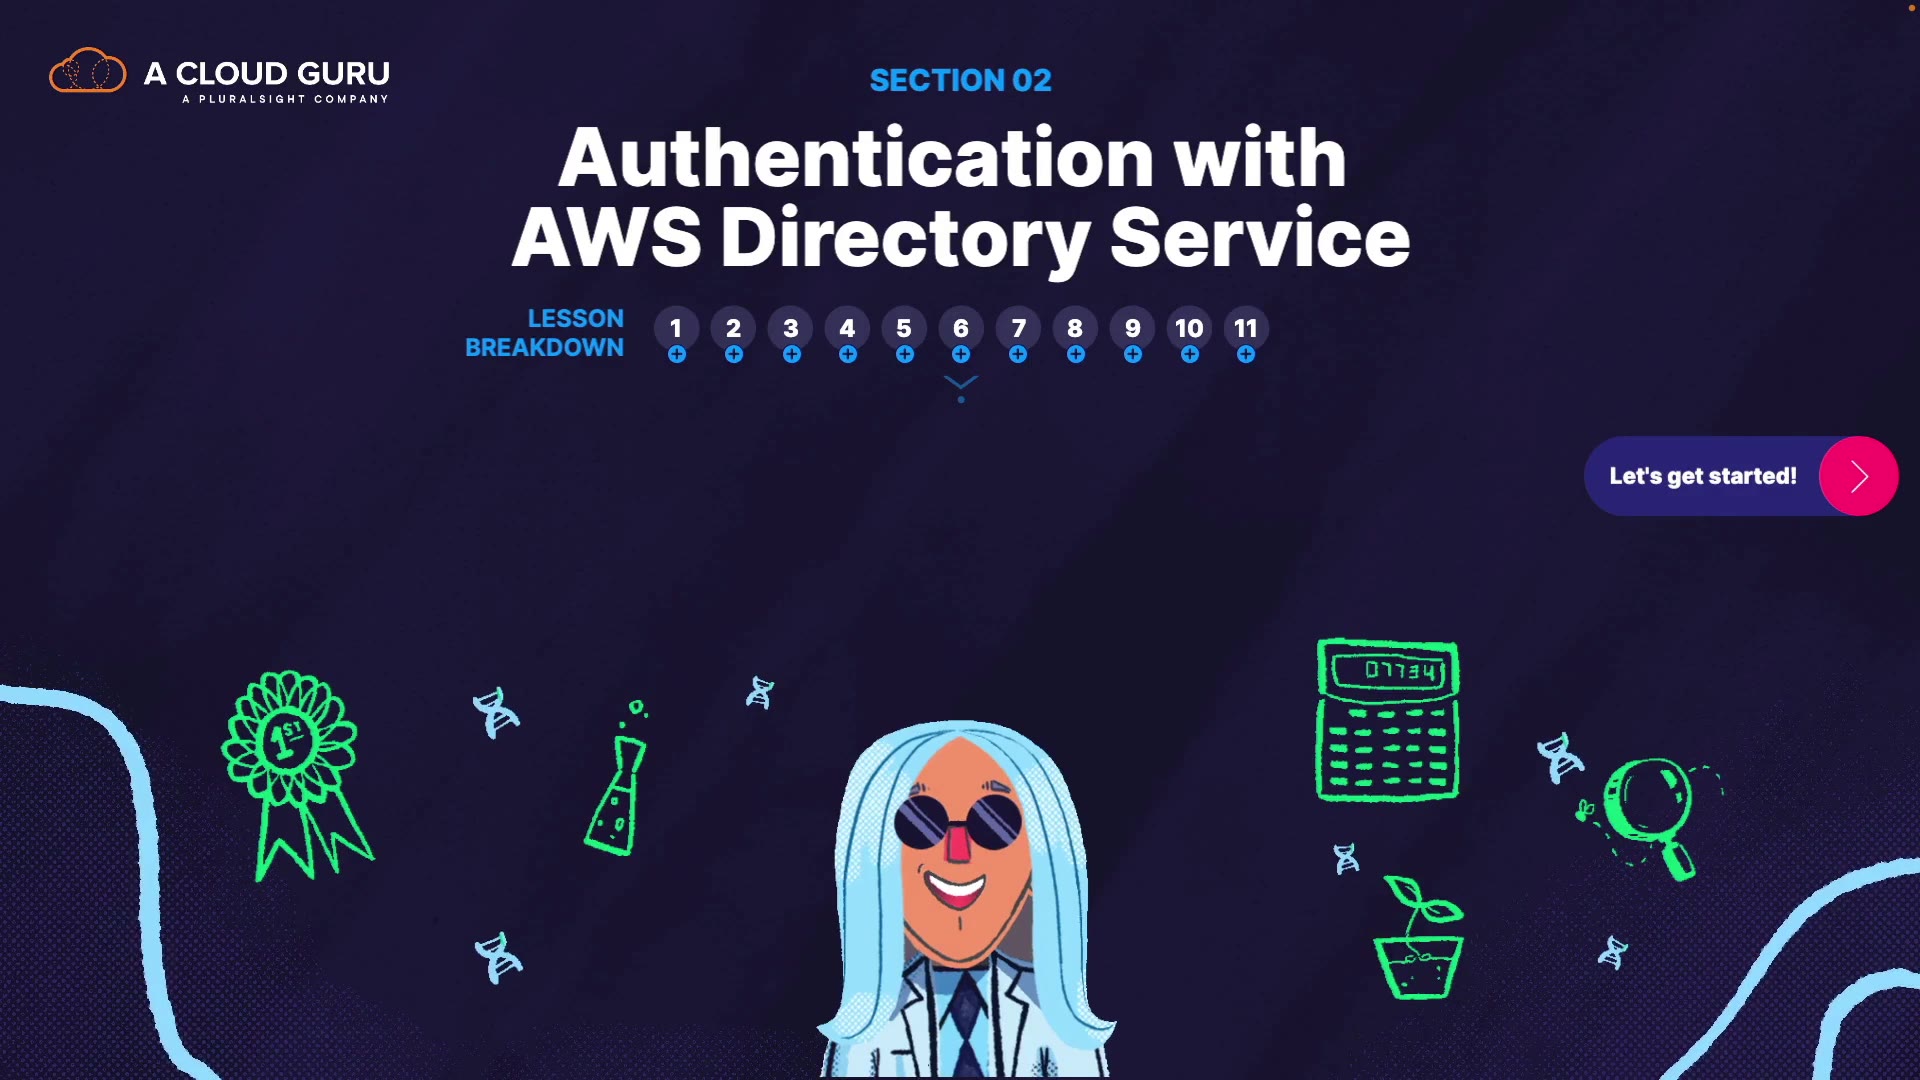 A CLOUD GURU
A PLURALSIGHT COMPANY
SECTION 02
Authentication with
AWS Directory Service
LESSON
BREAKDOWN
1 2 3 4 5 6 7 8 9 10 11
Let's get started!
1ST
07734